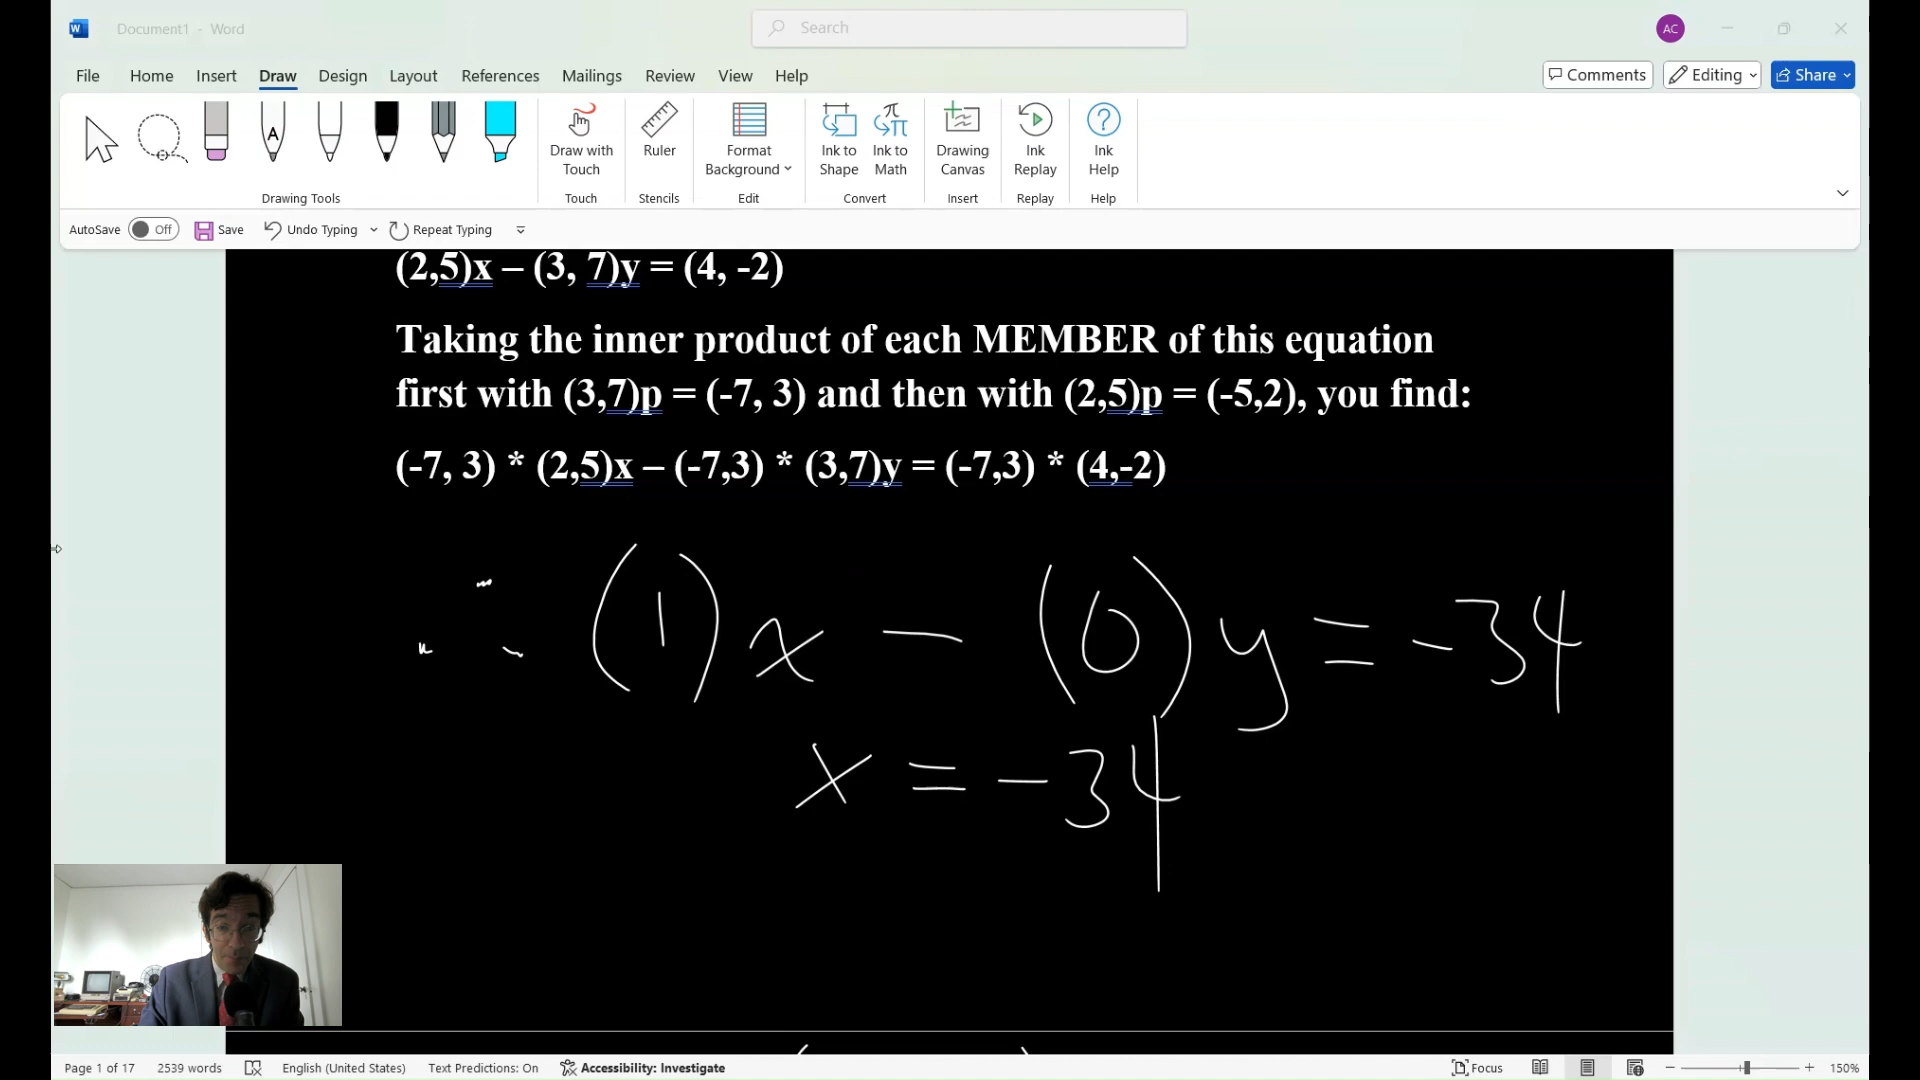 Document1 - Word
Search
AC
File Home Insert Draw Design Layout References Mailings Review View Help
Comments Editing Share
A
Draw with Touch
Ruler
Format Background
Ink to Shape
Ink to Math
Drawing Canvas
Ink Replay
Ink Help
Drawing Tools Touch Stencils Edit Convert Insert Replay Help
AutoSave Off Save Undo Typing Repeat Typing
(2,5)x – (3, 7)y = (4, -2)
Taking the inner product of each MEMBER of this equation
first with (3,7)p = (-7, 3) and then with (2,5)p = (-5,2), you find:
(-7, 3) * (2,5)x – (-7,3) * (3,7)y = (-7,3) * (4,-2)
∴ (1)x - (0)y = -34
x = -34
Page 1 of 17 2539 words English (United States) Text Predictions: On Accessibility: Investigate Focus 150%